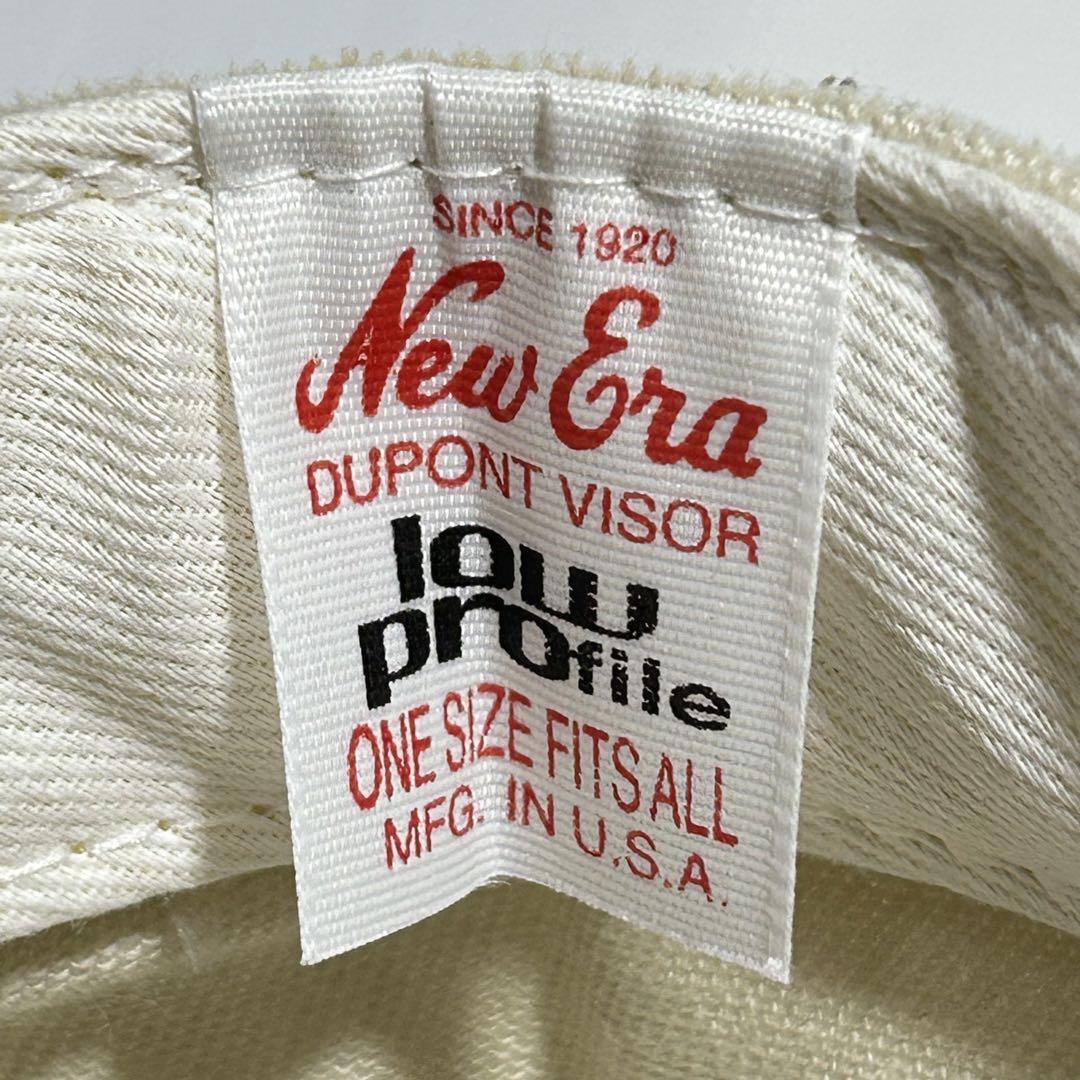 SINCE 1920
New Era
DUPONT VISOR
low
profile
ONE SIZE FITS ALL
MFG. IN U.S.A.